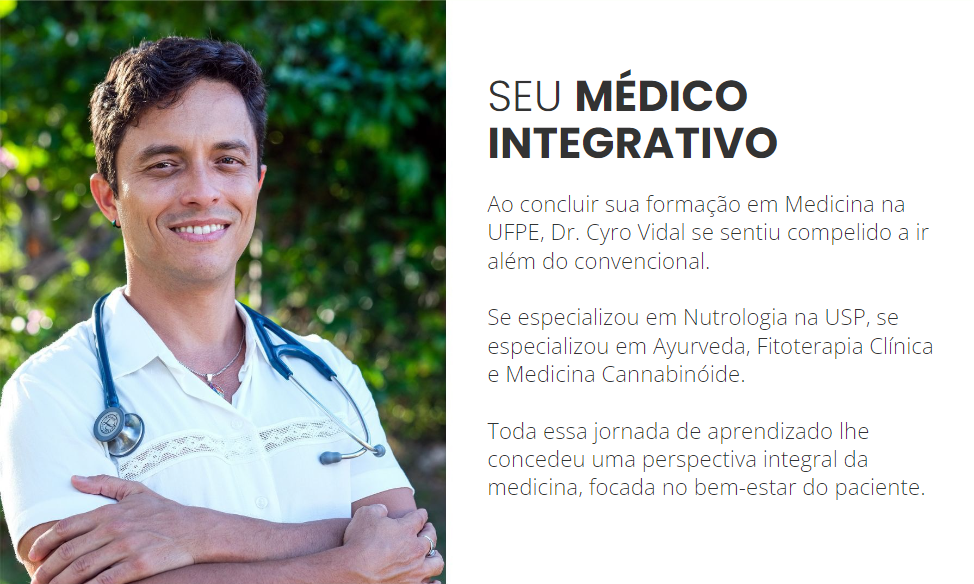 SEU MÉDICO
INTEGRATIVO
Ao concluir sua formação em Medicina na
UFPE, Dr. Cyro Vidal se sentiu compelido a ir
além do convencional.
Se especializou em Nutrologia na USP, se
especializou em Ayurveda, Fitoterapia Clínica
e Medicina Cannabinóide.
Toda essa jornada de aprendizado lhe
concedeu uma perspectiva integral da
medicina, focada no bem-estar do paciente.